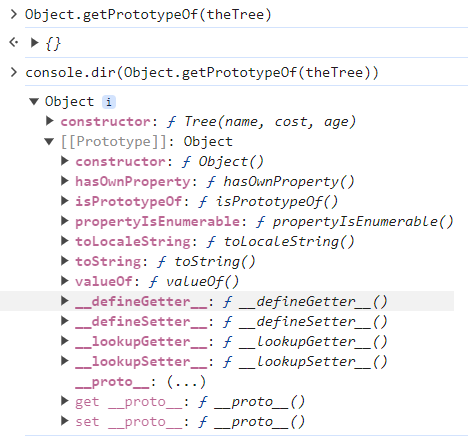 Object.getPrototypeOf(theTree)
{}
console.dir(Object.getPrototypeOf(theTree))
Object i
constructor: ƒ Tree(name, cost, age)
[[Prototype]]: Object
constructor: ƒ Object()
hasOwnProperty: ƒ hasOwnProperty()
isPrototypeOf: ƒ isPrototypeOf()
propertyIsEnumerable: ƒ propertyIsEnumerable()
toLocaleString: ƒ toLocaleString()
toString: ƒ toString()
valueOf: ƒ valueOf()
__defineGetter__: ƒ __defineGetter__()
__defineSetter__: ƒ __defineSetter__()
__lookupGetter__: ƒ __lookupGetter__()
__lookupSetter__: ƒ __lookupSetter__()
__proto__: (...)
get __proto__: ƒ __proto__()
set __proto__: ƒ __proto__()